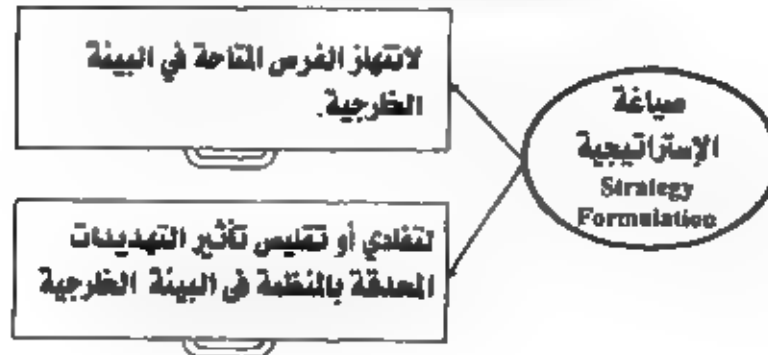 صياغة
الإستراتيجية
Strategy
Formulation
لانتهاز الفرص المتاحة في البيئة
الخارجية.
لتفادي أو تقليص تأثير التهديدات
المحدقة بالمنظمة في البيئة الخارجية